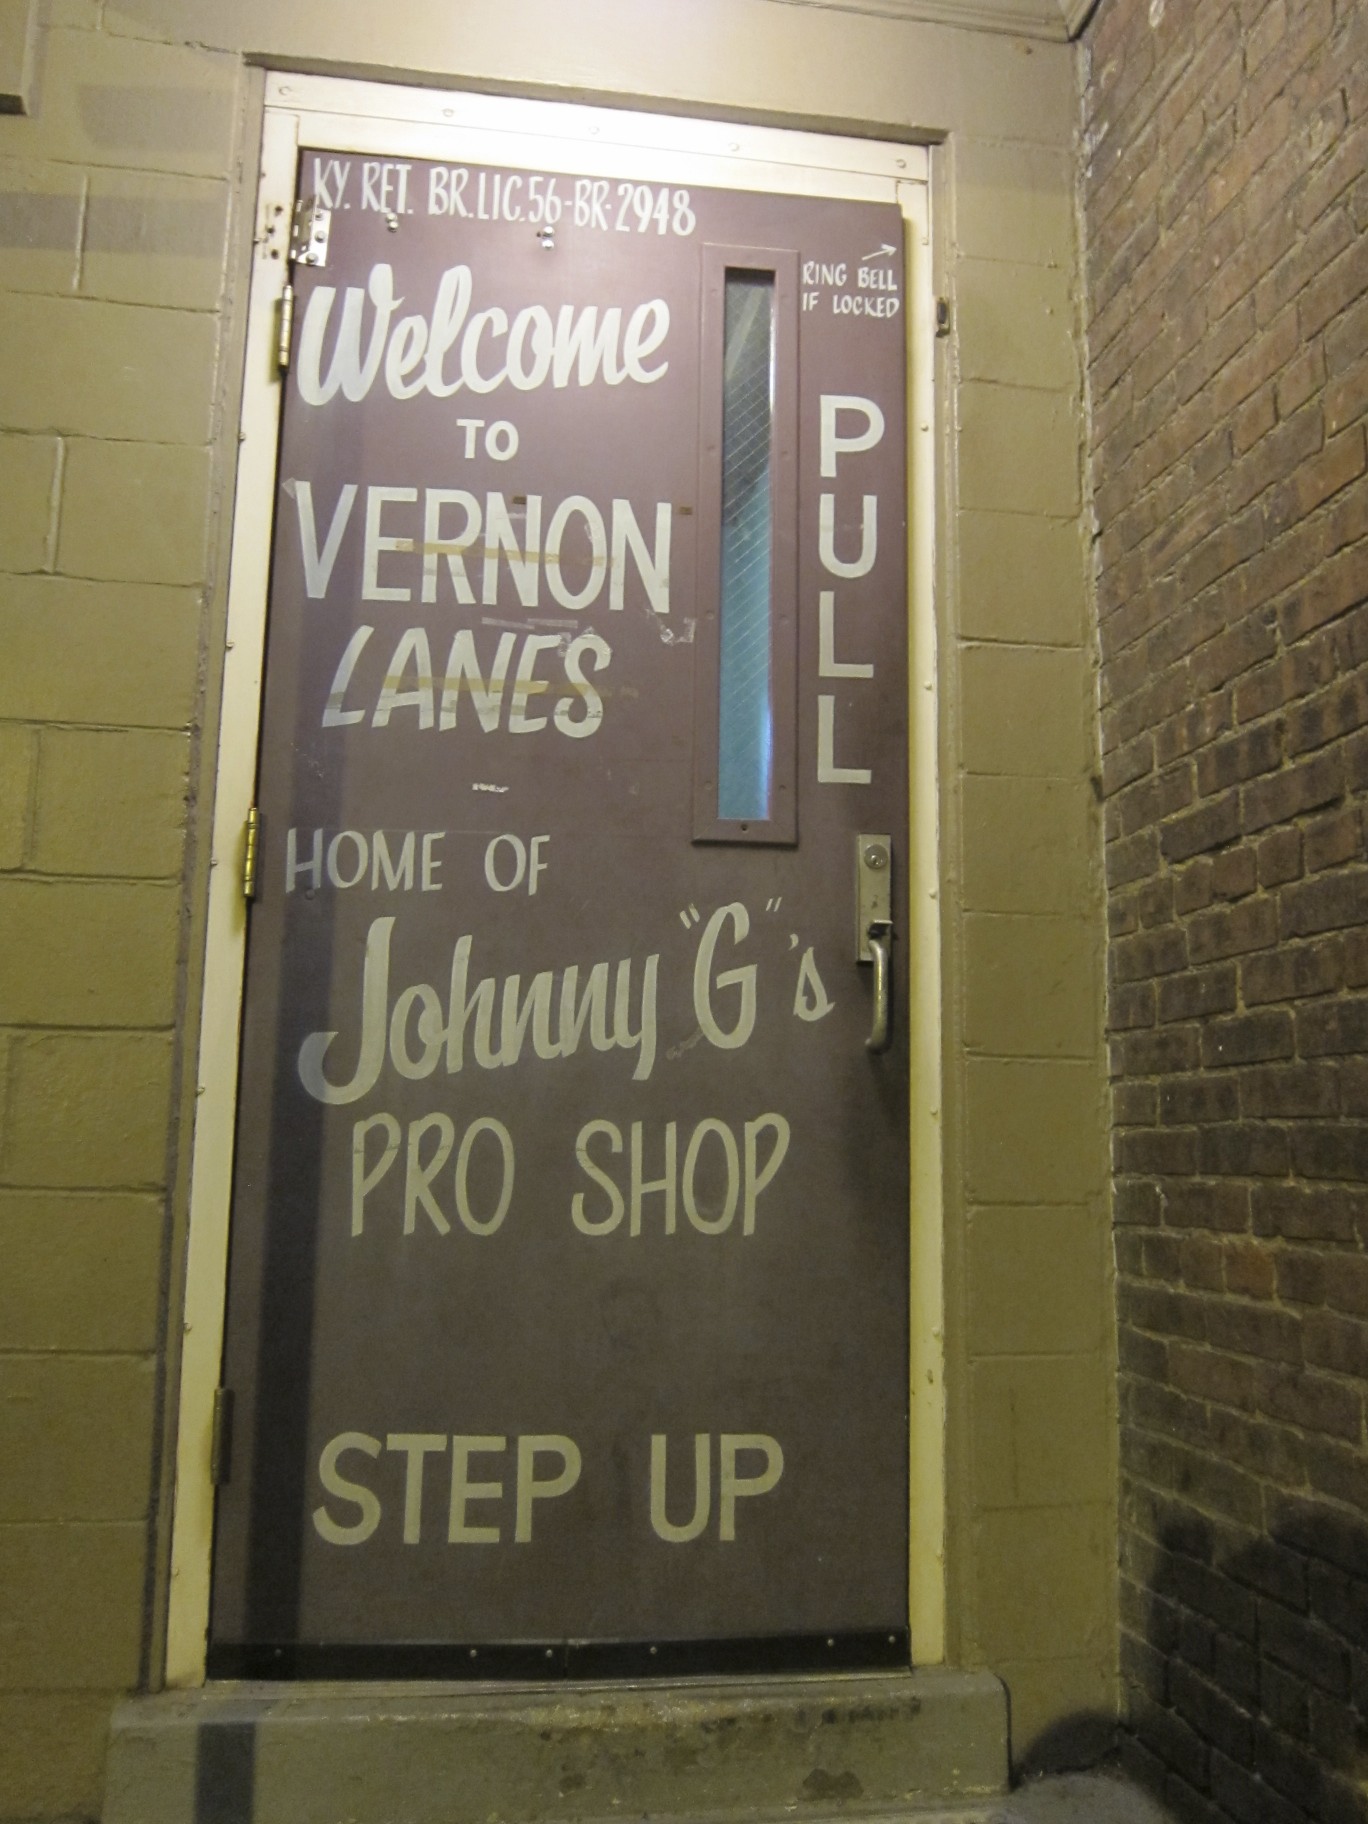 KY. RET. BR. LIC. 56-BR-2948
RING BELL
IF LOCKED
Welcome
TO
VERNON
LANES
PULL
HOME OF
Johnny "G"'s
PRO SHOP
STEP UP